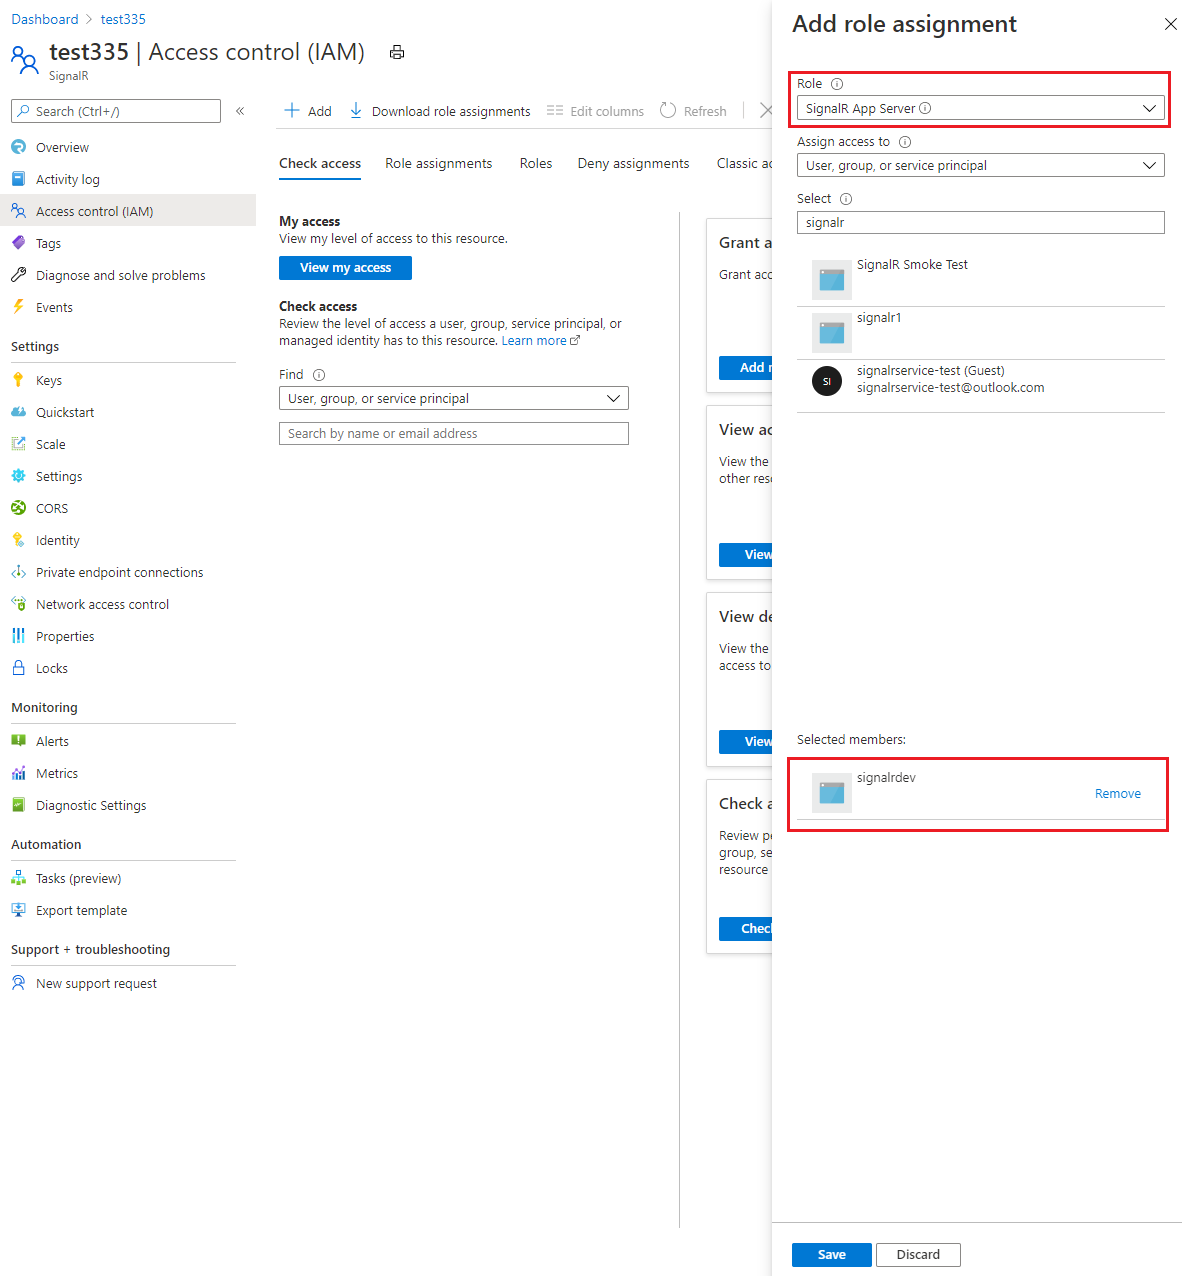 Dashboard > test335
test335 | Access control (IAM)
SignalR
Search (Ctrl+/)
«
Overview
Activity log
Access control (IAM)
Tags
Diagnose and solve problems
Events
Settings
Keys
Quickstart
Scale
Settings
CORS
Identity
Private endpoint connections
Network access control
Properties
Locks
Monitoring
Alerts
Metrics
Diagnostic Settings
Automation
Tasks (preview)
Export template
Support + troubleshooting
New support request
Add
Download role assignments
Edit columns
Refresh
Check access
Role assignments
Roles
Deny assignments
Classic ac
My access
View my level of access to this resource.
View my access
Check access
Review the level of access a user, group, service principal, or
managed identity has to this resource. Learn more
Find
User, group, or service principal
Search by name or email address
Grant a
Grant acc
Add r
View ac
View the
other reso
View
View de
View the
access to
View
Check a
Review pe
group, se
resource
Chec
Add role assignment
Role
SignalR App Server
Assign access to
User, group, or service principal
Select
signalr
SignalR Smoke Test
signalr1
SI
signalrservice-test (Guest)
signalrservice-test@outlook.com
Selected members:
signalrdev
Remove
Save
Discard